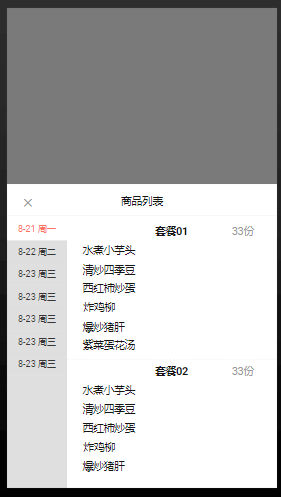 商品列表
8-21 周一
8-22 周二
8-23 周三
8-23 周三
8-23 周三
8-23 周三
8-23 周三
套餐01 33份
水煮小芋头
清炒四季豆
西红柿炒蛋
炸鸡柳
爆炒猪肝
紫菜蛋花汤
套餐02 33份
水煮小芋头
清炒四季豆
西红柿炒蛋
炸鸡柳
爆炒猪肝